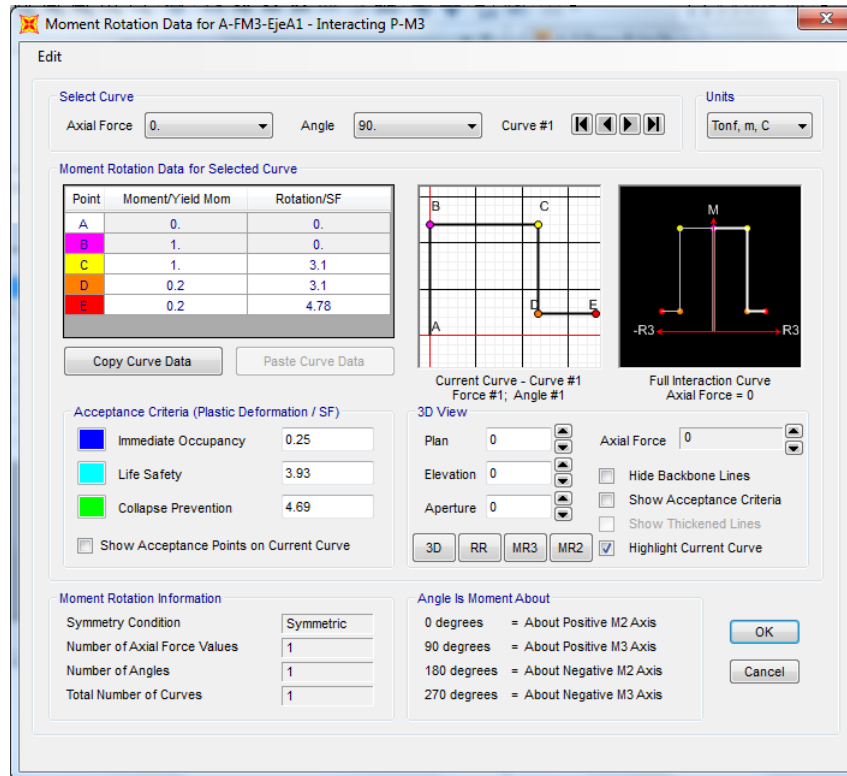 Moment Rotation Data for A-FM3-EjeA1 - Interacting P-M3
Edit
Select Curve
Axial Force 0. Angle 90. Curve #1
Units
Tonf, m, C
Moment Rotation Data for Selected Curve
Point Moment/Yield Mom Rotation/SF
A 0. 0.
B 1. 0.
C 1. 3.1
D 0.2 3.1
E 0.2 4.78
Copy Curve Data Paste Curve Data
B C
D E
A
Current Curve - Curve #1
Force #1; Angle #1
M
-R3 R3
Full Interaction Curve
Axial Force = 0
Acceptance Criteria (Plastic Deformation / SF)
Immediate Occupancy 0.25
Life Safety 3.93
Collapse Prevention 4.69
Show Acceptance Points on Current Curve
3D View
Plan 0
Elevation 0
Aperture 0
3D RR MR3 MR2
Axial Force 0
Hide Backbone Lines
Show Acceptance Criteria
Show Thickened Lines
Highlight Current Curve
Moment Rotation Information
Symmetry Condition Symmetric
Number of Axial Force Values 1
Number of Angles 1
Total Number of Curves 1
Angle Is Moment About
0 degrees = About Positive M2 Axis
90 degrees = About Positive M3 Axis
180 degrees = About Negative M2 Axis
270 degrees = About Negative M3 Axis
OK
Cancel